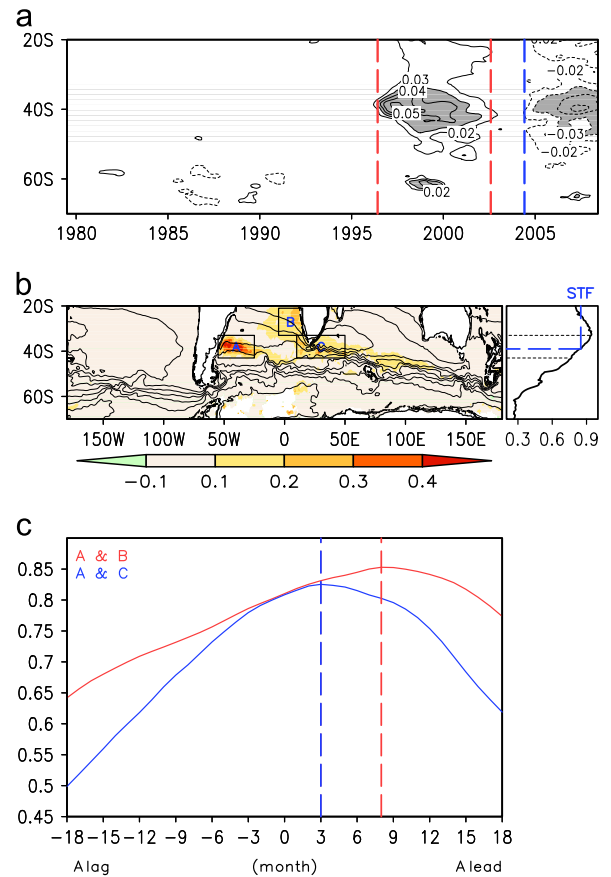 a
20S
40S
60S
0.02
−0.02
0.03
0.04
0.05
0.02
−0.03
−0.02
0.02
1980 1985 1990 1995 2000 2005
b
STF
20S
40S
60S
B
150W 100W 50W 0 50E 100E 150E
0.3 0.6 0.9
−0.1 0.1 0.2 0.3 0.4
c
A & B
A & C
0.85
0.8
0.75
0.7
0.65
0.6
0.55
0.5
0.45
−18 −15 −12 −9 −6 −3 0 3 6 9 12 15 18
A lag (month) A lead